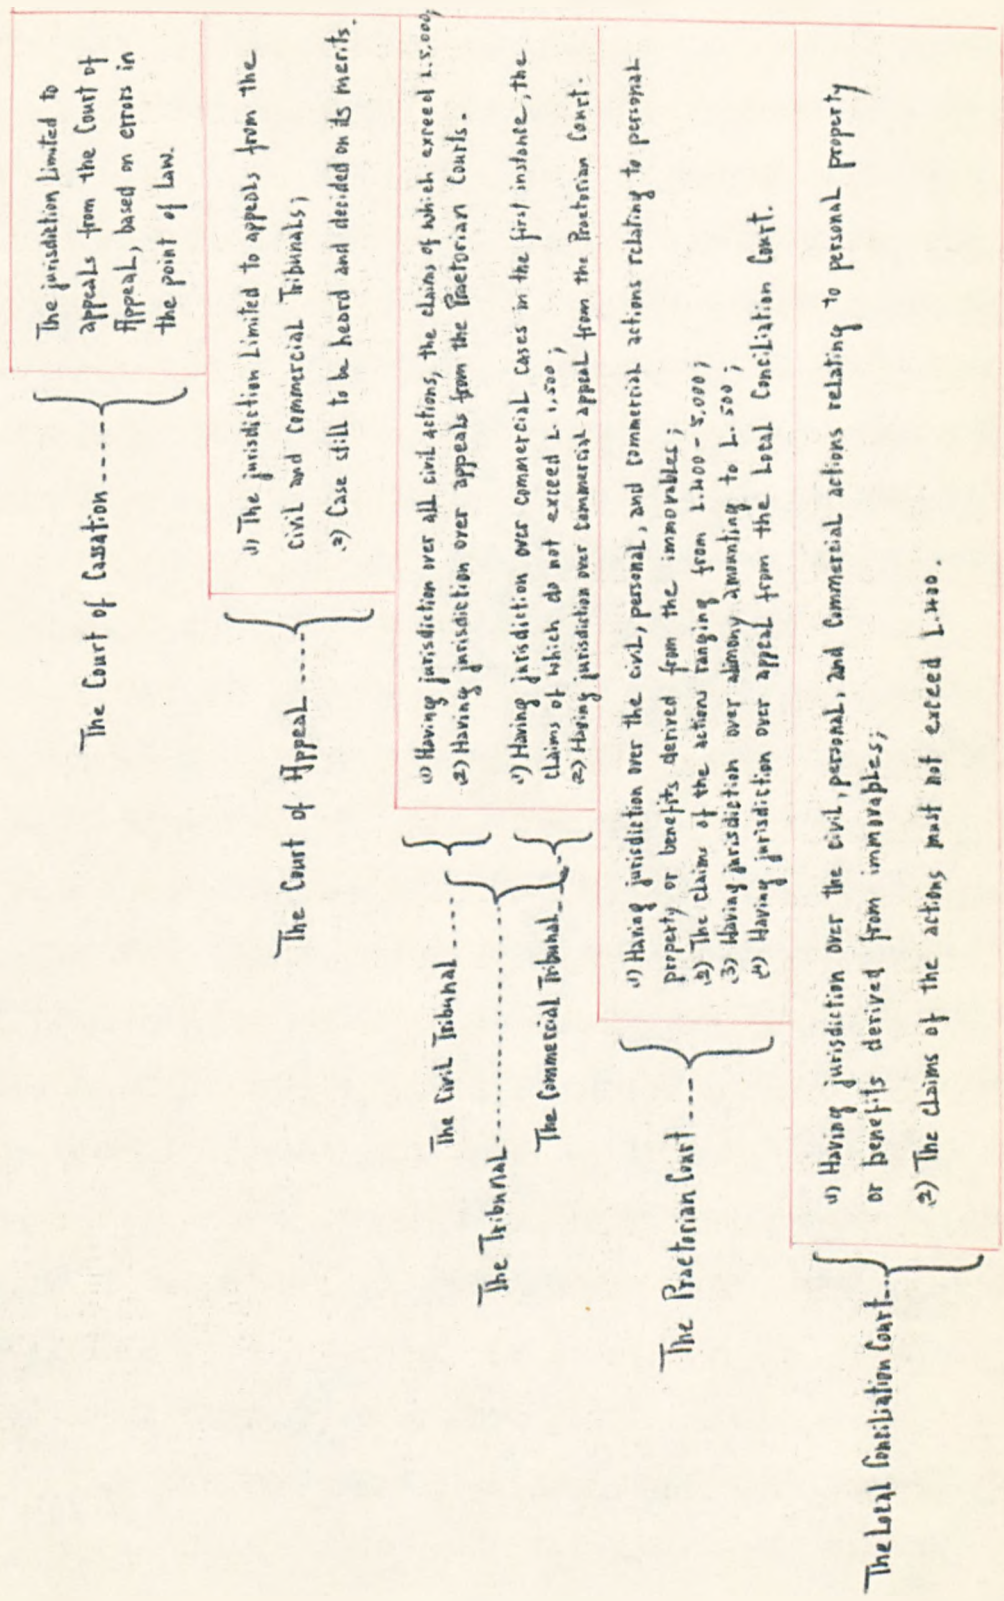 The Court of Cassation----
The jurisdiction Limited to
appeals from the Court of
Appeal, based on errors in
the point of Law.
The Court of Appeal----
(1) The jurisdiction Limited to appeals from the
Civil and Commercial Tribunals;
(2) Case still to be heard and decided on its merits.
The Tribunal
The Civil Tribunal----
(1) Having jurisdiction over all civil actions, the claims of which exceed L.5,000;
(2) Having jurisdiction over appeals from the Praetorian Courts.
The Commercial Tribunal
(1) Having jurisdiction over commercial cases in the first instance, the
claims of which do not exceed L. 1,500;
(2) Having jurisdiction over commercial appeal from the Praetorian Court.
The Praetorian Court----
(1) Having jurisdiction over the civil, personal, and commercial actions relating to personal
property or benefits derived from the immovables;
(2) The claims of the actions ranging from L.400-5,000;
(3) Having jurisdiction over alimony amounting to L.500;
(4) Having jurisdiction over appeal from the Local Conciliation Court.
The Local Conciliation Court---
(1) Having jurisdiction over the civil, personal, and Commercial actions relating to personal property
or benefits derived from immovables;
(2) The claims of the actions must not exceed L.400.